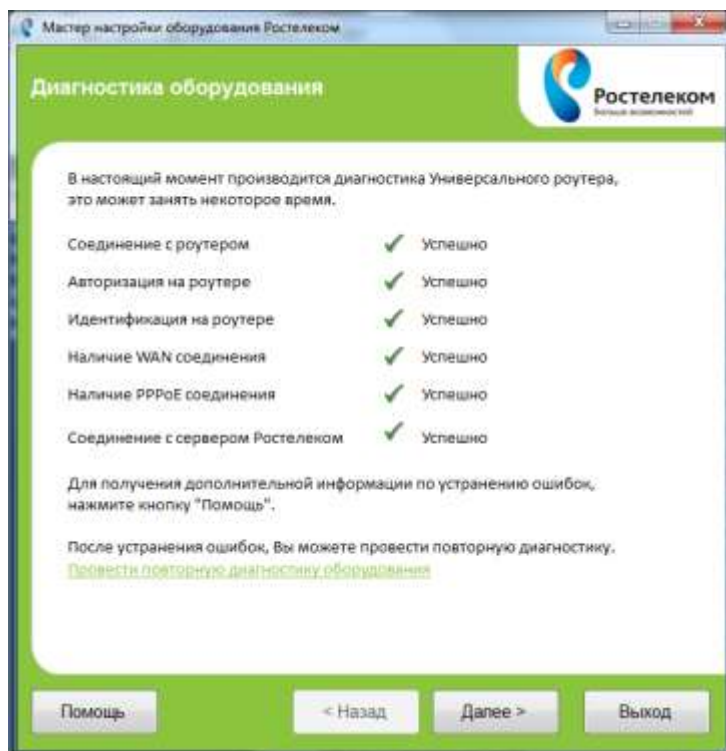 Мастер настройки оборудования Ростелеком
Диагностика оборудования
Ростелеком
Больше возможностей
В настоящий момент производится диагностика Универсального роутера,
это может занять некоторое время.
Соединение с роутером Успешно
Авторизация на роутере Успешно
Идентификация на роутере Успешно
Наличие WAN соединения Успешно
Наличие PPPoE соединения Успешно
Соединение с сервером Ростелеком Успешно
Для получения дополнительной информации по устранению ошибок,
нажмите кнопку "Помощь".
После устранения ошибок, Вы можете провести повторную диагностику.
Провести повторную диагностику оборудования
Помощь < Назад Далее > Выход